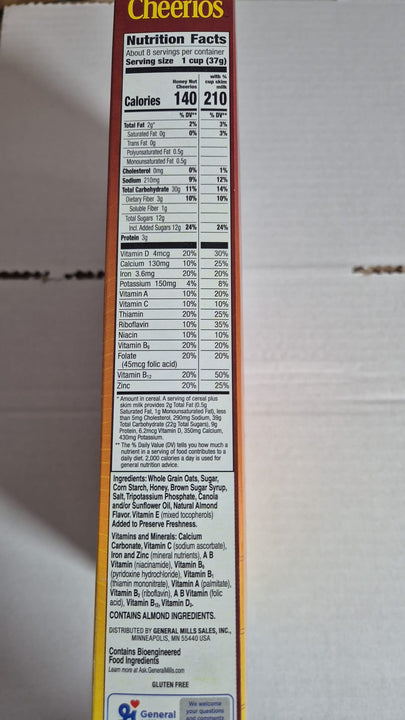 Cheerios
Nutrition Facts
About 8 servings per container
Serving size 1 cup (37g)
Honey Nut Cheerios with % cup skim milk
Calories 140 210
% DV** % DV**
Total Fat 2g* 2% 3%
Saturated Fat 0g 0% 3%
Trans Fat 0g
Polyunsaturated Fat 0.5g
Monounsaturated Fat 0.5g
Cholesterol 0mg 0% 1%
Sodium 210mg 9% 12%
Total Carbohydrate 30g 11% 14%
Dietary Fiber 3g 10% 10%
Soluble Fiber 1g
Total Sugars 12g
Incl. Added Sugars 12g 24% 24%
Protein 3g
Vitamin D 4mcg 20% 30%
Calcium 130mg 10% 25%
Iron 3.6mg 20% 20%
Potassium 150mg 4% 8%
Vitamin A 10% 20%
Vitamin C 10% 10%
Thiamin 20% 25%
Riboflavin 10% 35%
Niacin 10% 10%
Vitamin B₆ 20% 20%
Folate 20% 20%
(45mcg folic acid)
Vitamin B₁₂ 20% 50%
Zinc 20% 25%
* Amount in cereal. A serving of cereal plus
skim milk provides 2g Total Fat (0.5g
Saturated Fat, 1g Monounsaturated Fat), less
than 5mg Cholesterol, 290mg Sodium, 39g
Total Carbohydrate (22g Total Sugars), 9g
Protein, 6.2mcg Vitamin D, 350mg Calcium,
430mg Potassium.
** The % Daily Value (DV) tells you how much a
nutrient in a serving of food contributes to a
daily diet. 2,000 calories a day is used for
general nutrition advice.
Ingredients: Whole Grain Oats, Sugar,
Corn Starch, Honey, Brown Sugar Syrup,
Salt, Tripotassium Phosphate, Canola
and/or Sunflower Oil, Natural Almond
Flavor. Vitamin E (mixed tocopherols)
Added to Preserve Freshness.
Vitamins and Minerals: Calcium
Carbonate, Vitamin C (sodium ascorbate),
Iron and Zinc (mineral nutrients), A B
Vitamin (niacinamide), Vitamin B₆
(pyridoxine hydrochloride), Vitamin B₁
(thiamin mononitrate), Vitamin A (palmitate),
Vitamin B₂ (riboflavin), A B Vitamin (folic
acid), Vitamin B₁₂, Vitamin D₃.
CONTAINS ALMOND INGREDIENTS.
DISTRIBUTED BY GENERAL MILLS SALES, INC.,
MINNEAPOLIS, MN 55440 USA
Contains Bioengineered
Food Ingredients
Learn more at Ask.GeneralMills.com
GLUTEN FREE
General
We welcome
your questions
and comments